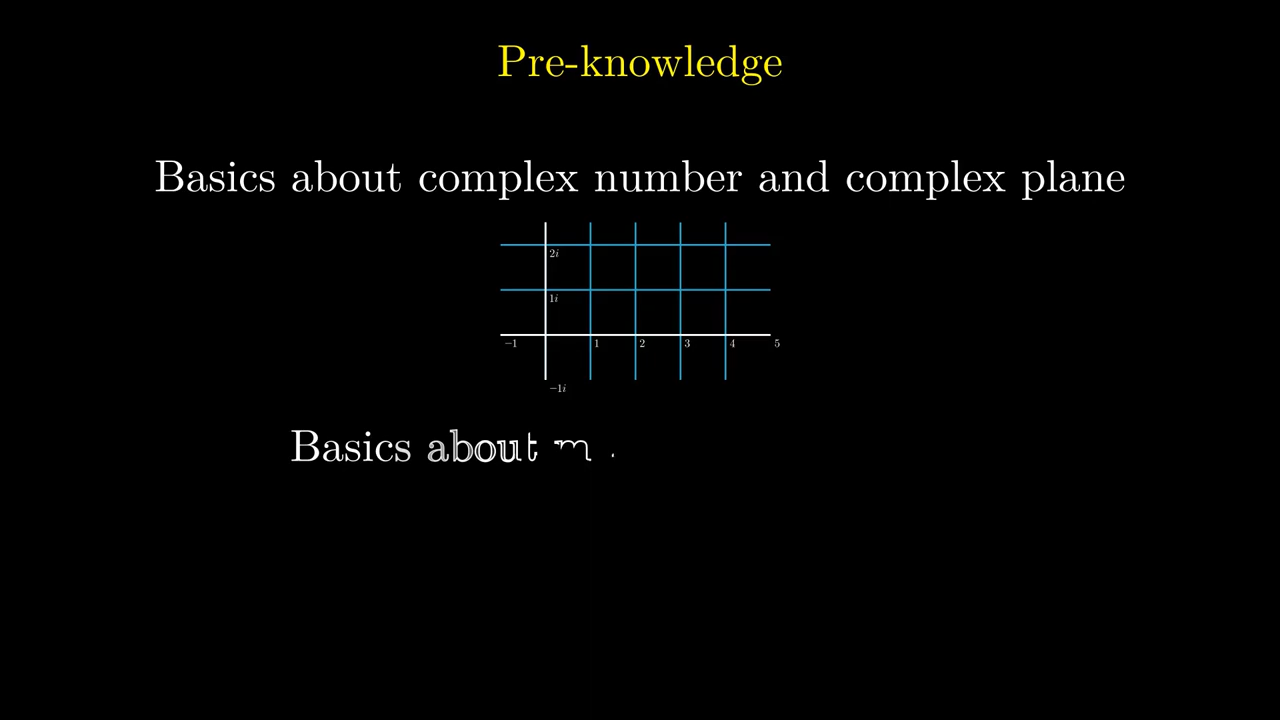 Pre-knowledge
Basics about complex number and complex plane
2i
1i
−1 1 2 3 4 5
−1i
Basics about